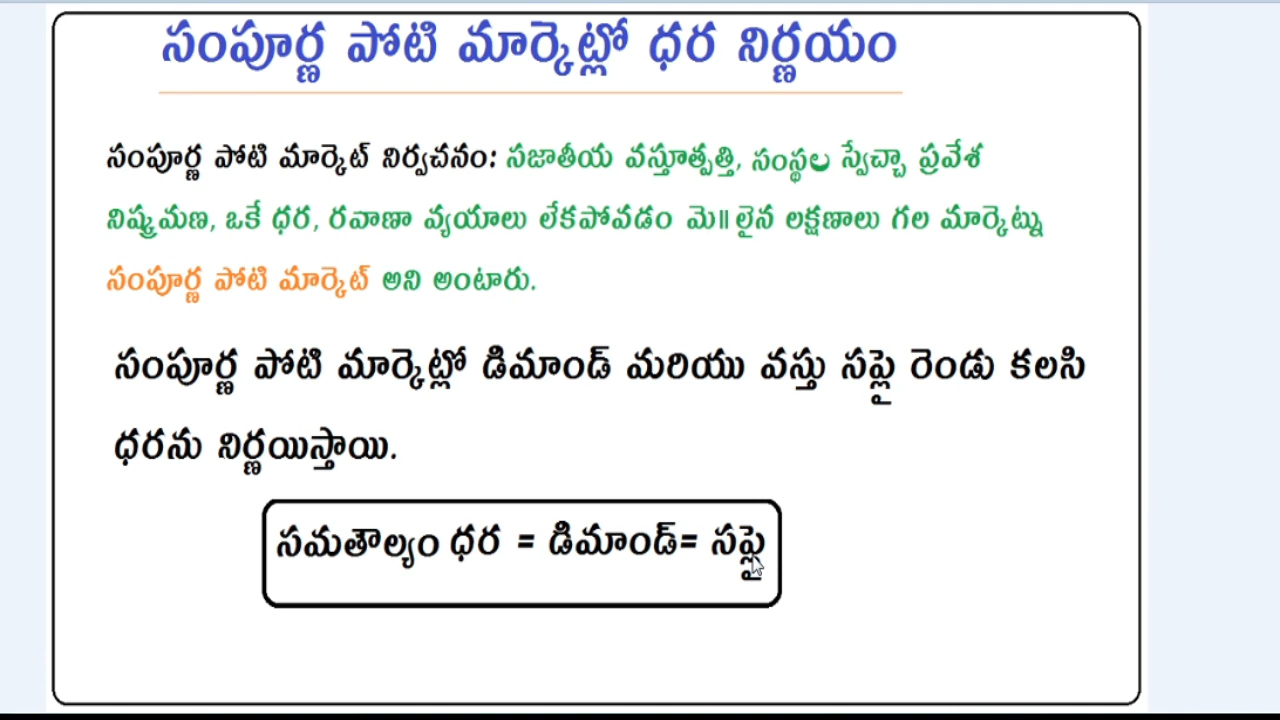 సంపూర్ణ పోటి మార్కెట్లో ధర నిర్ణయం
సంపూర్ణ పోటి మార్కెట్ నిర్వచనం: సజాతీయ వస్తూత్పత్తి, సంస్థల స్వేచ్చా ప్రవేశ
నిష్క్రమణ, ఒకే ధర, రవాణా వ్యయాలు లేకపోవడం మె॥లైన లక్షణాలు గల మార్కెట్ను
సంపూర్ణ పోటి మార్కెట్ అని అంటారు.
సంపూర్ణ పోటి మార్కెట్లో డిమాండ్ మరియు వస్తు సప్లై రెండు కలసి
ధరను నిర్ణయిస్తాయి.
సమతౌల్యం ధర = డిమాండ్= సప్లై